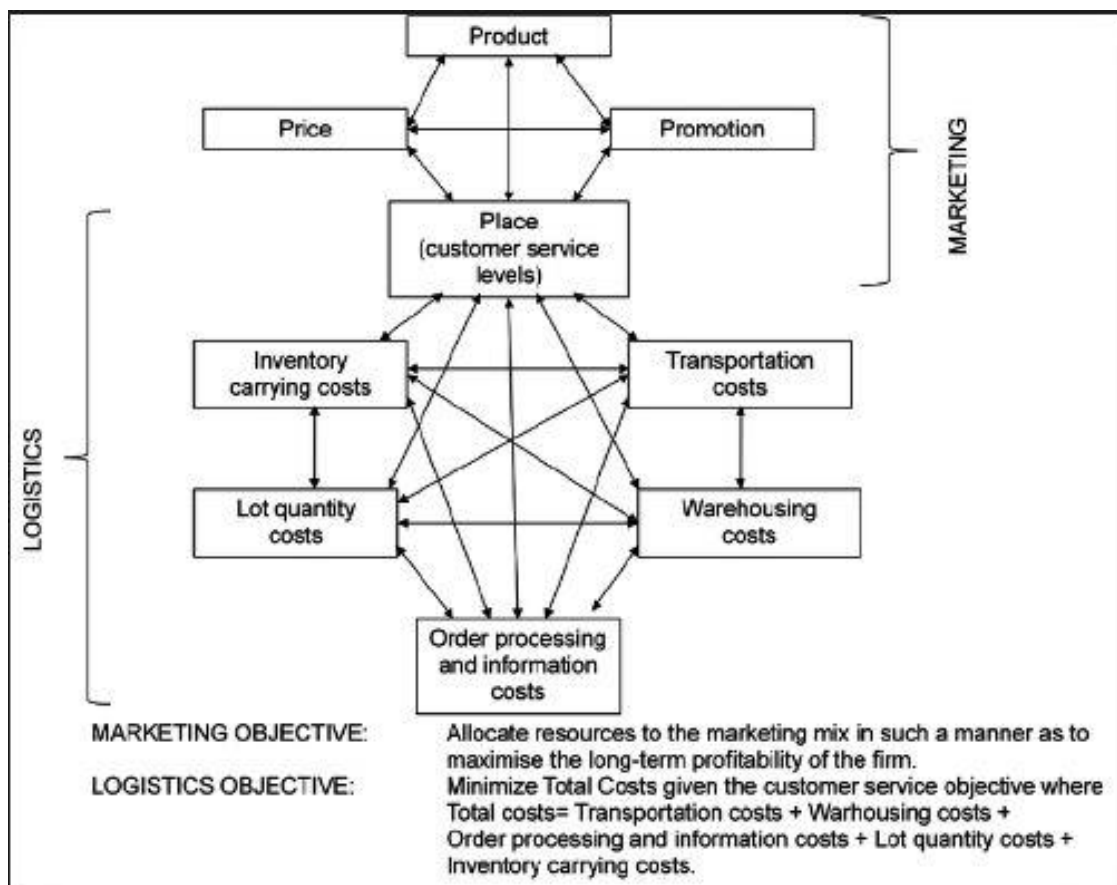 Product
Price
Promotion
MARKETING
Place
(customer service
levels)
Inventory
carrying costs
Transportation
costs
LOGISTICS
Lot quantity
costs
Warehousing
costs
Order processing
and information
costs
MARKETING OBJECTIVE: Allocate resources to the marketing mix in such a manner as to
maximise the long-term profitability of the firm.
LOGISTICS OBJECTIVE: Minimize Total Costs given the customer service objective where
Total costs= Transportation costs + Warhousing costs +
Order processing and information costs + Lot quantity costs +
Inventory carrying costs.